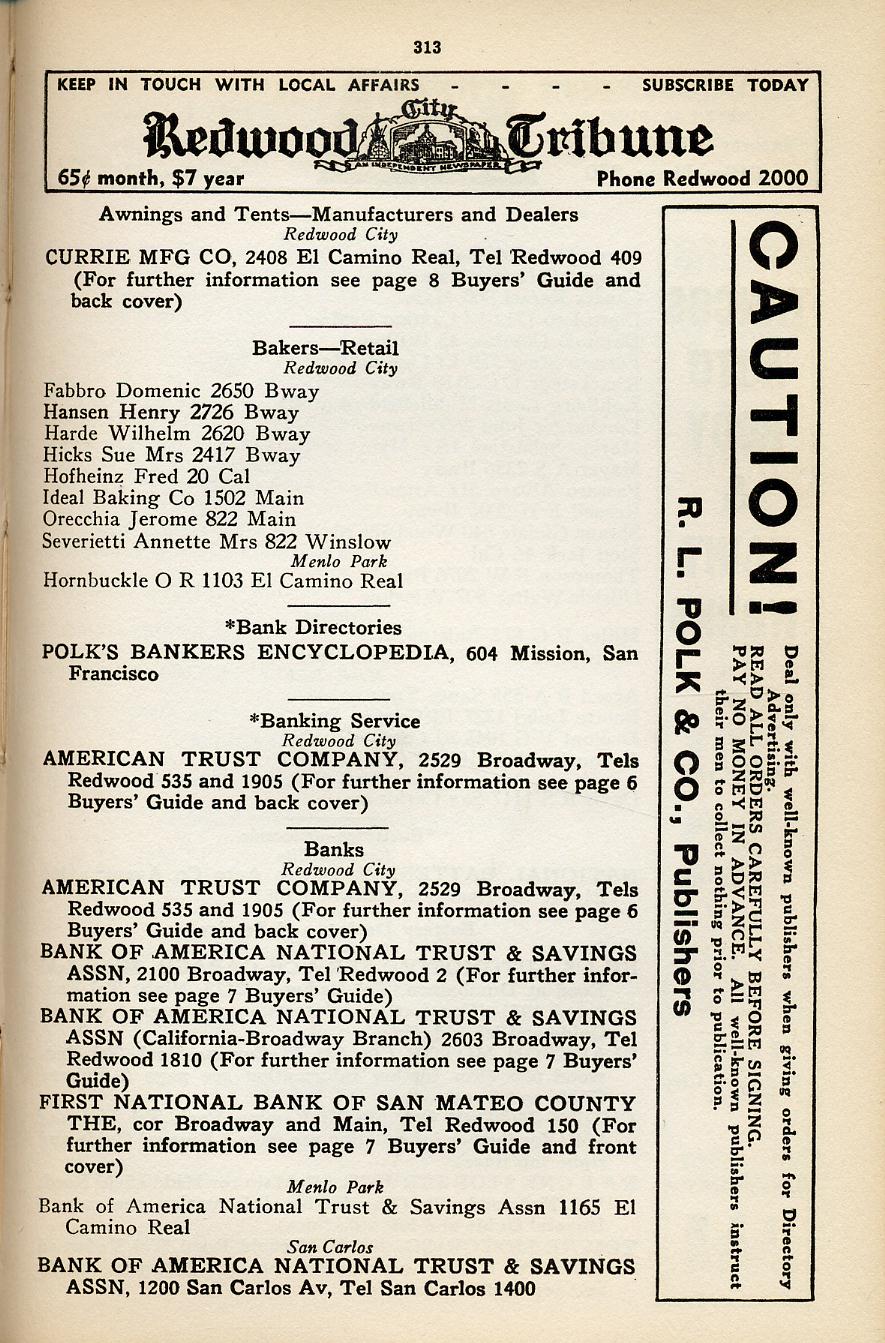 313
KEEP IN TOUCH WITH LOCAL AFFAIRS - - - - SUBSCRIBE TODAY
Redwood City Tribune
AN INDEPENDENT NEWSPAPER
65¢ month, $7 year Phone Redwood 2000
Awnings and Tents—Manufacturers and Dealers
Redwood City
CURRIE MFG CO, 2408 El Camino Real, Tel Redwood 409
(For further information see page 8 Buyers' Guide and
back cover)
Bakers—Retail
Redwood City
Fabbro Domenic 2650 Bway
Hansen Henry 2726 Bway
Harde Wilhelm 2620 Bway
Hicks Sue Mrs 2417 Bway
Hofheinz Fred 20 Cal
Ideal Baking Co 1502 Main
Orecchia Jerome 822 Main
Severietti Annette Mrs 822 Winslow
Menlo Park
Hornbuckle O R 1103 El Camino Real
*Bank Directories
POLK'S BANKERS ENCYCLOPEDIA, 604 Mission, San
Francisco
*Banking Service
Redwood City
AMERICAN TRUST COMPANY, 2529 Broadway, Tels
Redwood 535 and 1905 (For further information see page 6
Buyers' Guide and back cover)
Banks
Redwood City
AMERICAN TRUST COMPANY, 2529 Broadway, Tels
Redwood 535 and 1905 (For further information see page 6
Buyers' Guide and back cover)
BANK OF AMERICA NATIONAL TRUST & SAVINGS
ASSN, 2100 Broadway, Tel Redwood 2 (For further infor-
mation see page 7 Buyers' Guide)
BANK OF AMERICA NATIONAL TRUST & SAVINGS
ASSN (California-Broadway Branch) 2603 Broadway, Tel
Redwood 1810 (For further information see page 7 Buyers'
Guide)
FIRST NATIONAL BANK OF SAN MATEO COUNTY
THE, cor Broadway and Main, Tel Redwood 150 (For
further information see page 7 Buyers' Guide and front
cover)
Menlo Park
Bank of America National Trust & Savings Assn 1165 El
Camino Real
San Carlos
BANK OF AMERICA NATIONAL TRUST & SAVINGS
ASSN, 1200 San Carlos Av, Tel San Carlos 1400
CAUTION!
Deal only with well-known publishers when giving orders for Directory
Advertising.
READ ALL ORDERS CAREFULLY BEFORE SIGNING.
PAY NO MONEY IN ADVANCE. All well-known publishers instruct
their men to collect nothing prior to publication.
R. L. POLK & CO., Publishers